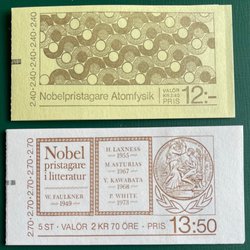 2.40·2.40·2.40·2.40·2.40
Nobelpristagare Atomfysik
VALÖR
KR 2.40
PRIS
12:-
2.70·2.70·2.70·2.70·2.70
Nobel
pristagare
i litteratur
W. FAULKNER
-1949-
H. LAXNESS
-1955-
M. ASTURIAS
-1967-
Y. KAWABATA
-1968-
P. WHITE
-1973-
5 ST · VALÖR 2 KR 70 ÖRE · PRIS 13:50